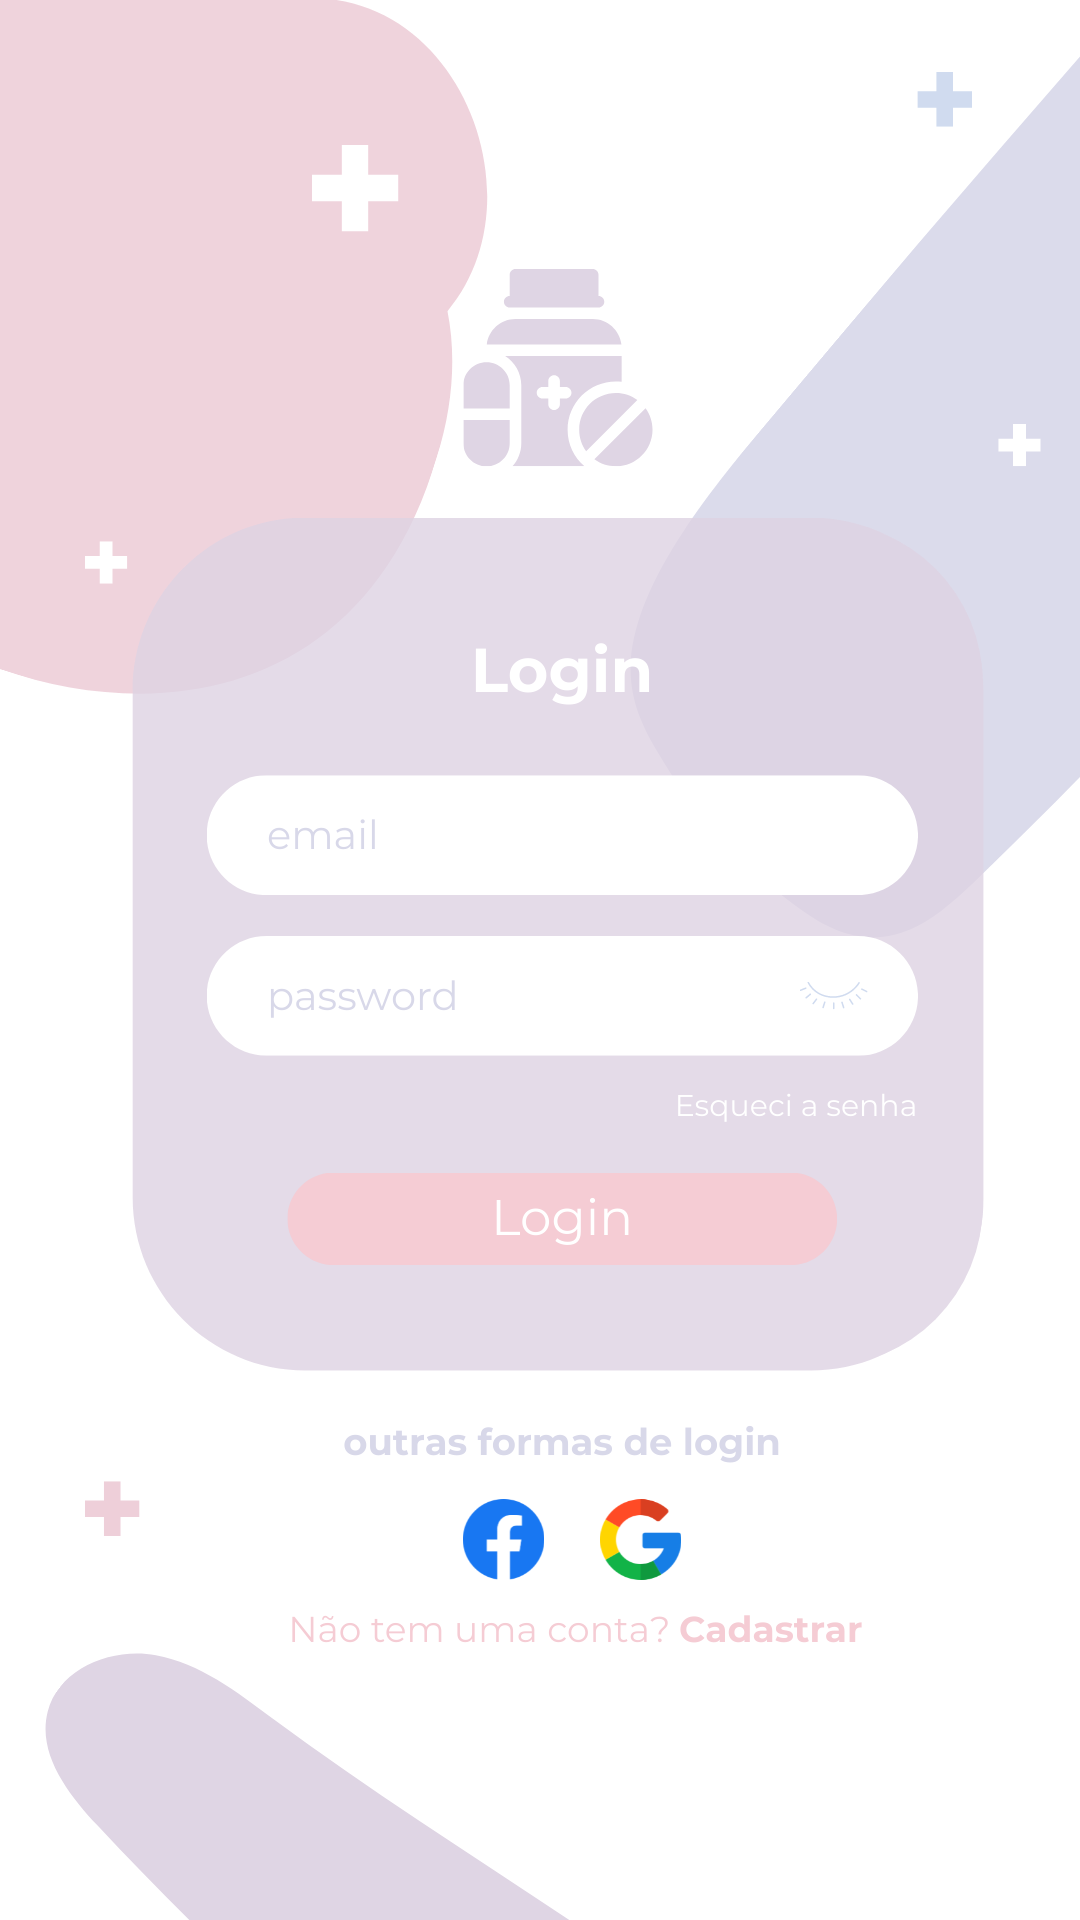 Login
email
password
Esqueci a senha
Login
outras formas de login
Não tem uma conta? Cadastrar